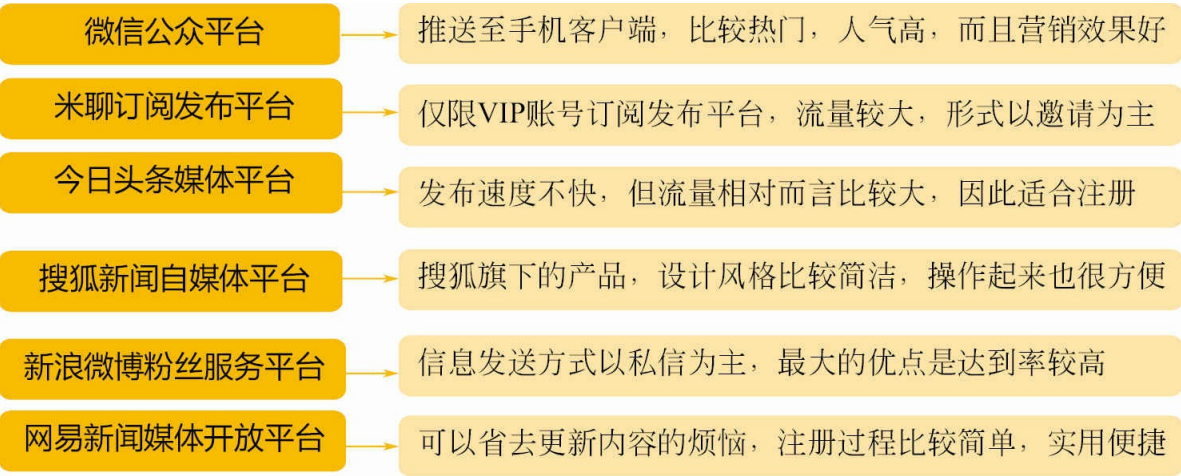 微信公众平台
推送至手机客户端，比较热门，人气高，而且营销效果好
米聊订阅发布平台
仅限VIP账号订阅发布平台，流量较大，形式以邀请为主
今日头条媒体平台
发布速度不快，但流量相对而言比较大，因此适合注册
搜狐新闻自媒体平台
搜狐旗下的产品，设计风格比较简洁，操作起来也很方便
新浪微博粉丝服务平台
信息发送方式以私信为主，最大的优点是达到率较高
网易新闻媒体开放平台
可以省去更新内容的烦恼，注册过程比较简单，实用便捷